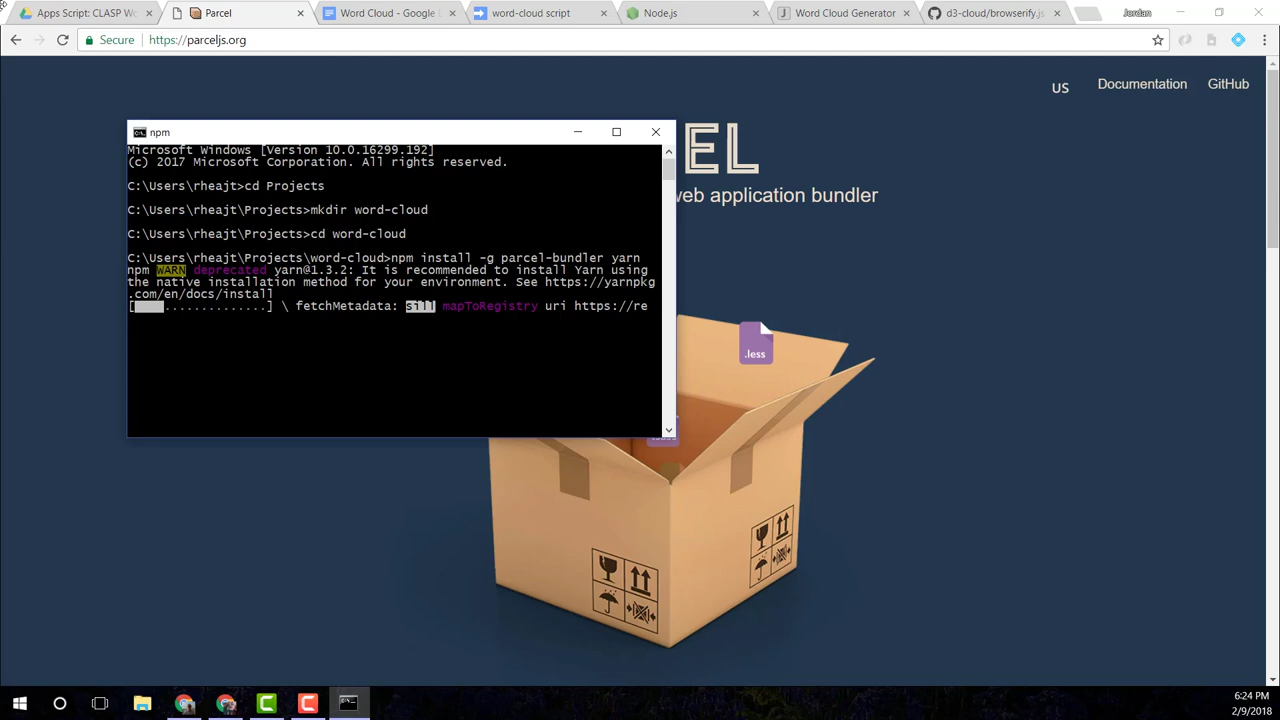 Apps Script: CLASP W
Parcel
Word Cloud - Google
word-cloud script
Node.js
Word Cloud Generator
d3-cloud/browserify.js
Jordan
Secure
https://parceljs.org
US
Documentation
GitHub
npm
EL
web application bundler
Microsoft Windows [Version 10.0.16299.192]
(c) 2017 Microsoft Corporation. All rights reserved.
C:\Users\rheajt>cd Projects
C:\Users\rheajt\Projects>mkdir word-cloud
C:\Users\rheajt\Projects>cd word-cloud
C:\Users\rheajt\Projects\word-cloud>npm install -g parcel-bundler yarn
npm WARN deprecated yarn@1.3.2: It is recommended to install Yarn using
the native installation method for your environment. See https://yarnpkg
.com/en/docs/install
[ ..............] \ fetchMetadata: sill mapToRegistry uri https://re
.less
6:24 PM
2/9/2018